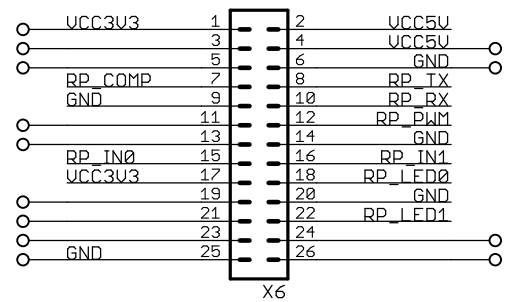 VCC3V3 1 2 VCC5V
3 4 VCC5V
5 6 GND
RP_COMP 7 8 RP_TX
GND 9 10 RP_RX
11 12 RP_PWM
13 14 GND
RP_IN0 15 16 RP_IN1
VCC3V3 17 18 RP_LED0
19 20 GND
21 22 RP_LED1
23 24
GND 25 26
X6